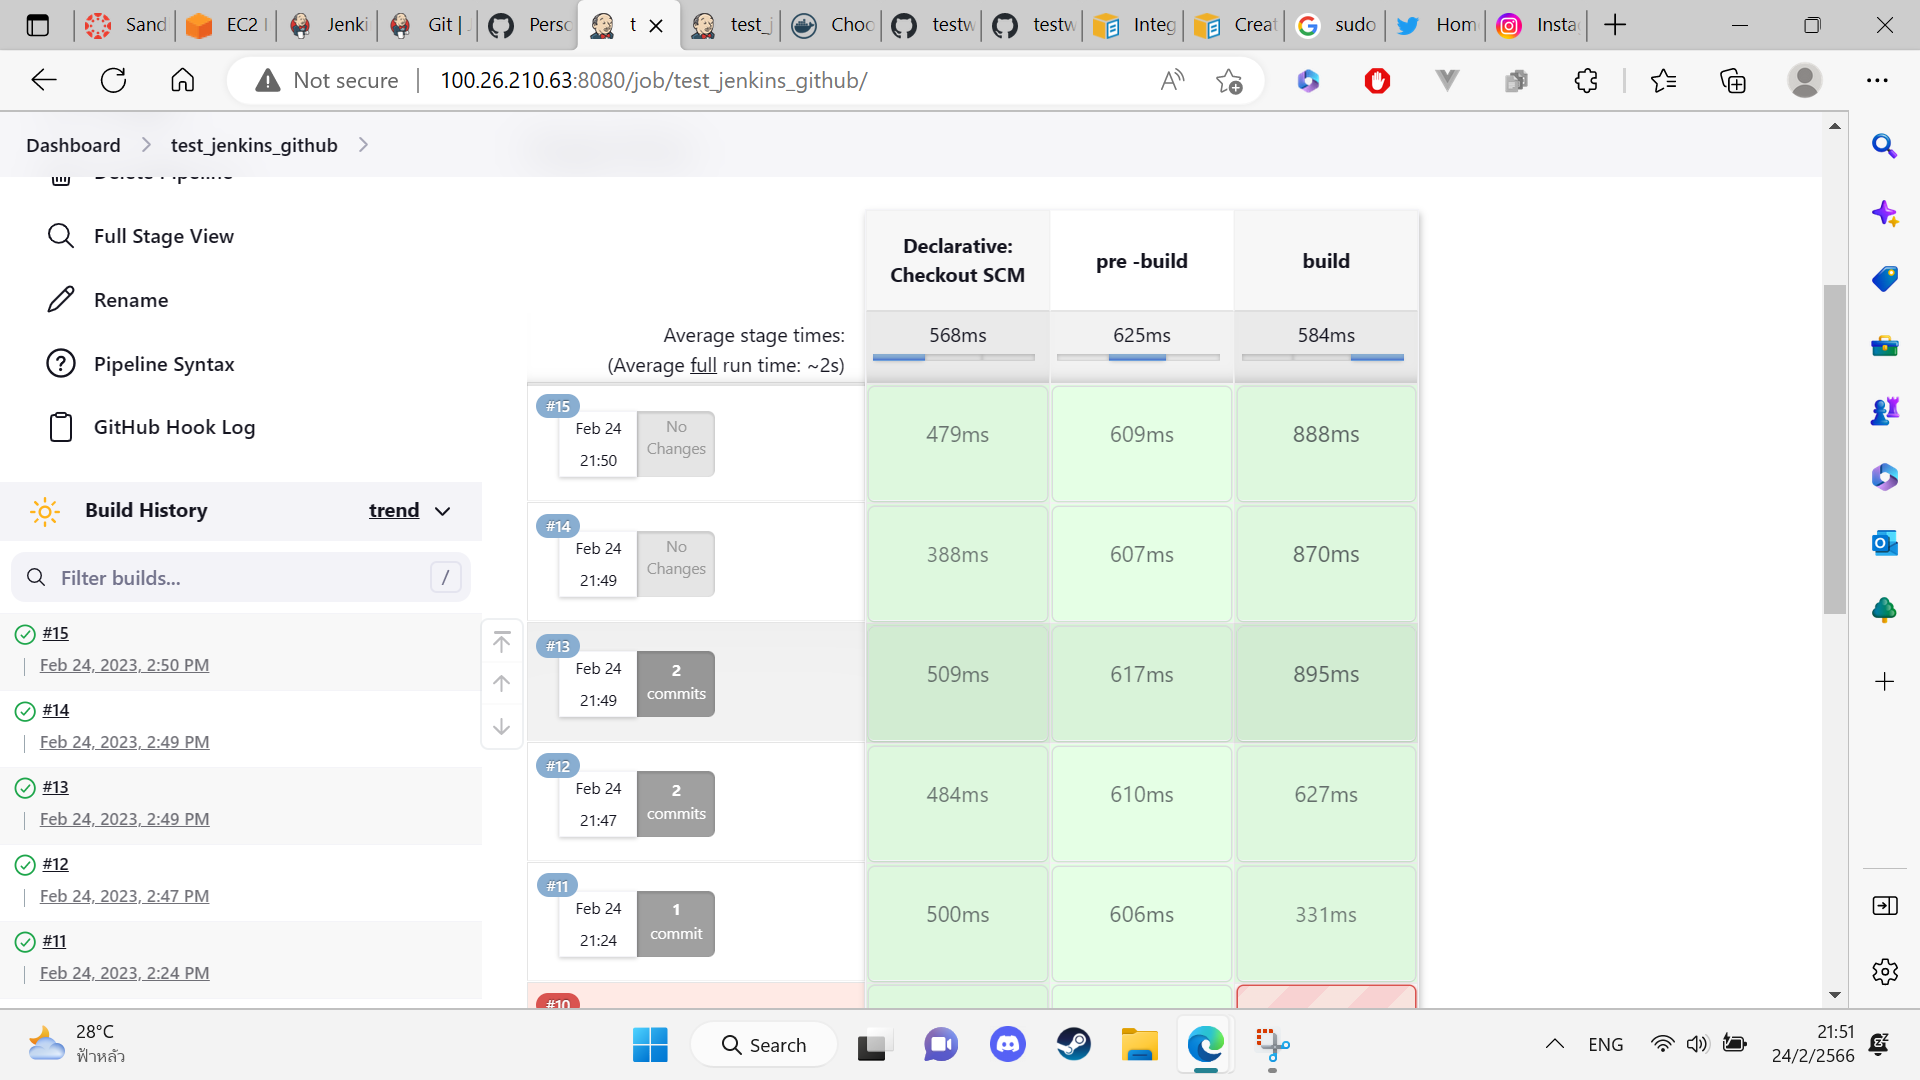 Sand
EC2 I
Jenki
Git | J
Perso
t
test_j
Choo
testw
testw
Integ
Creat
sudo
Home
Insta
Not secure
100.26.210.63:8080/job/test_jenkins_github/
Dashboard
test_jenkins_github
Delete Pipeline
Full Stage View
Rename
Pipeline Syntax
GitHub Hook Log
Build History
trend
Filter builds...
/
#15
Feb 24, 2023, 2:50 PM
#14
Feb 24, 2023, 2:49 PM
#13
Feb 24, 2023, 2:49 PM
#12
Feb 24, 2023, 2:47 PM
#11
Feb 24, 2023, 2:24 PM
Declarative:
Checkout SCM
pre -build
build
Average stage times:
(Average full run time: ~2s)
568ms
625ms
584ms
#15
Feb 24
21:50
No
Changes
479ms
609ms
888ms
#14
Feb 24
21:49
No
Changes
388ms
607ms
870ms
#13
Feb 24
21:49
2
commits
509ms
617ms
895ms
#12
Feb 24
21:47
2
commits
484ms
610ms
627ms
#11
Feb 24
21:24
1
commit
500ms
606ms
331ms
#10
28°C
ฟ้าหลัว
Search
ENG
21:51
24/2/2566